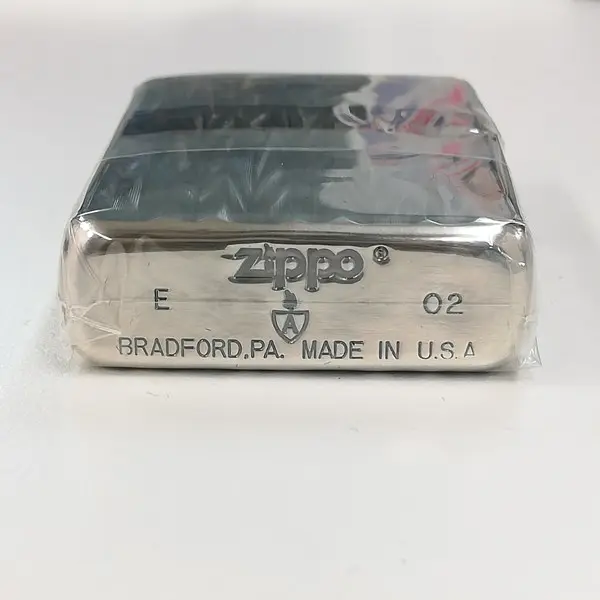 zippo ®
E 02
A
BRADFORD,PA. MADE IN U.S.A